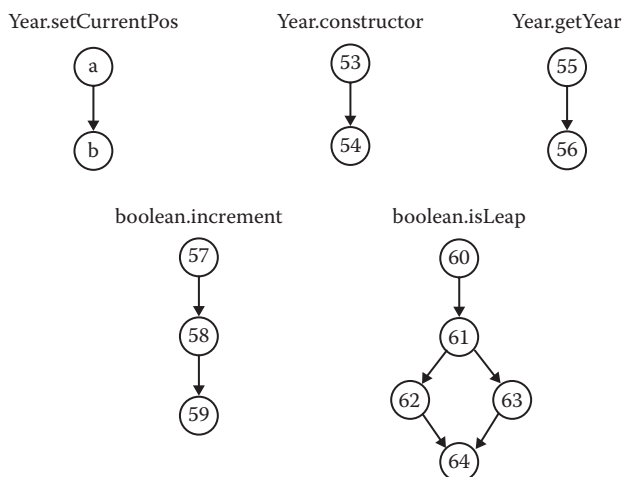 Year.setCurrentPos
Year.constructor
Year.getYear
a
53
55
b
54
56
boolean.increment
boolean.isLeap
57
60
58
61
62
63
59
64